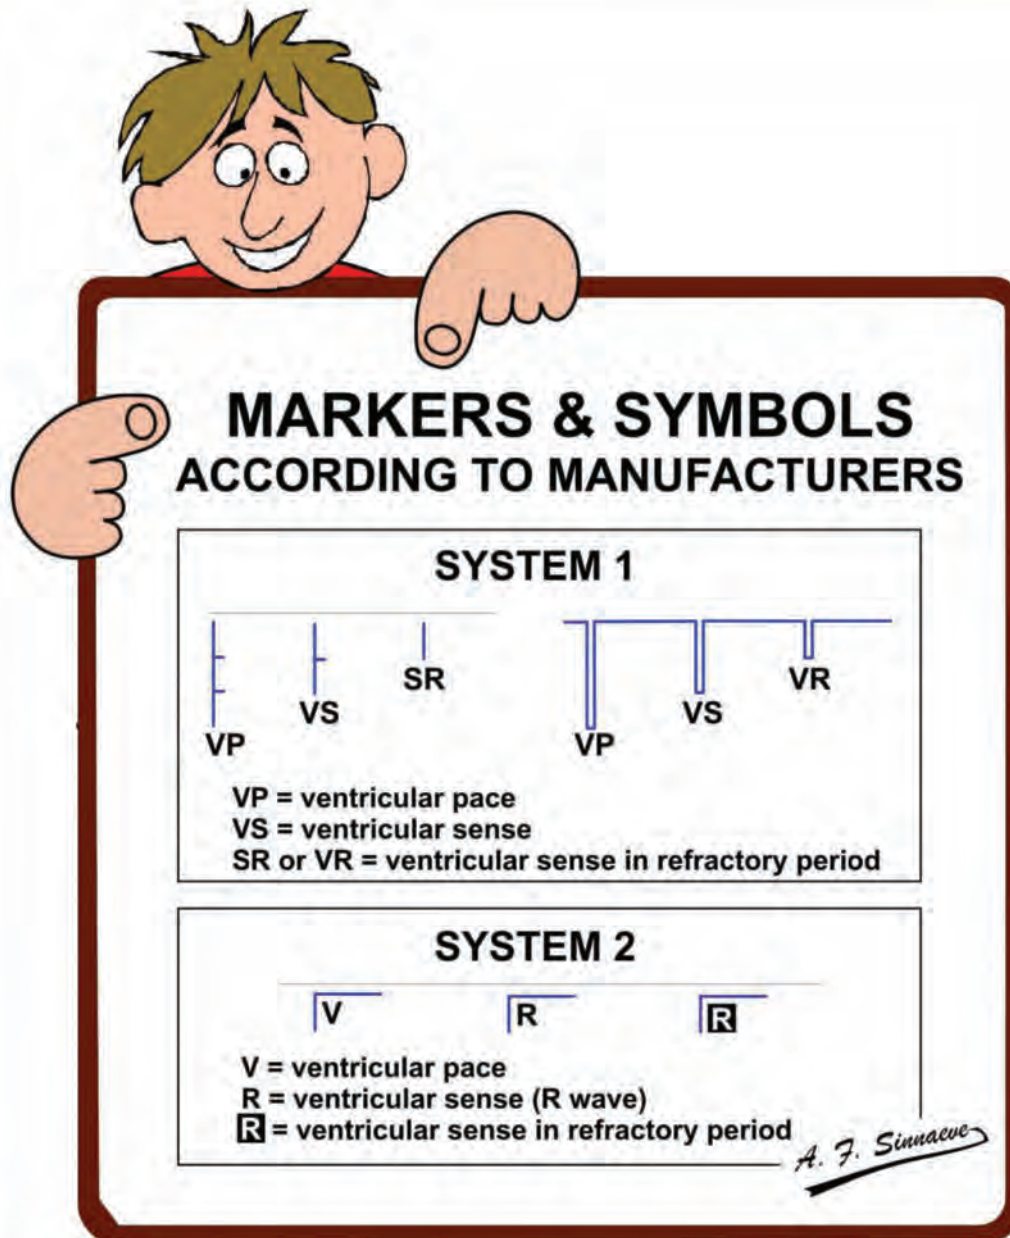 MARKERS & SYMBOLS
ACCORDING TO MANUFACTURERS
SYSTEM 1
VP
VS
SR
VP
VS
VR
VP = ventricular pace
VS = ventricular sense
SR or VR = ventricular sense in refractory period
SYSTEM 2
V R R
V = ventricular pace
R = ventricular sense (R wave)
R = ventricular sense in refractory period
A. F. Sinnaeve